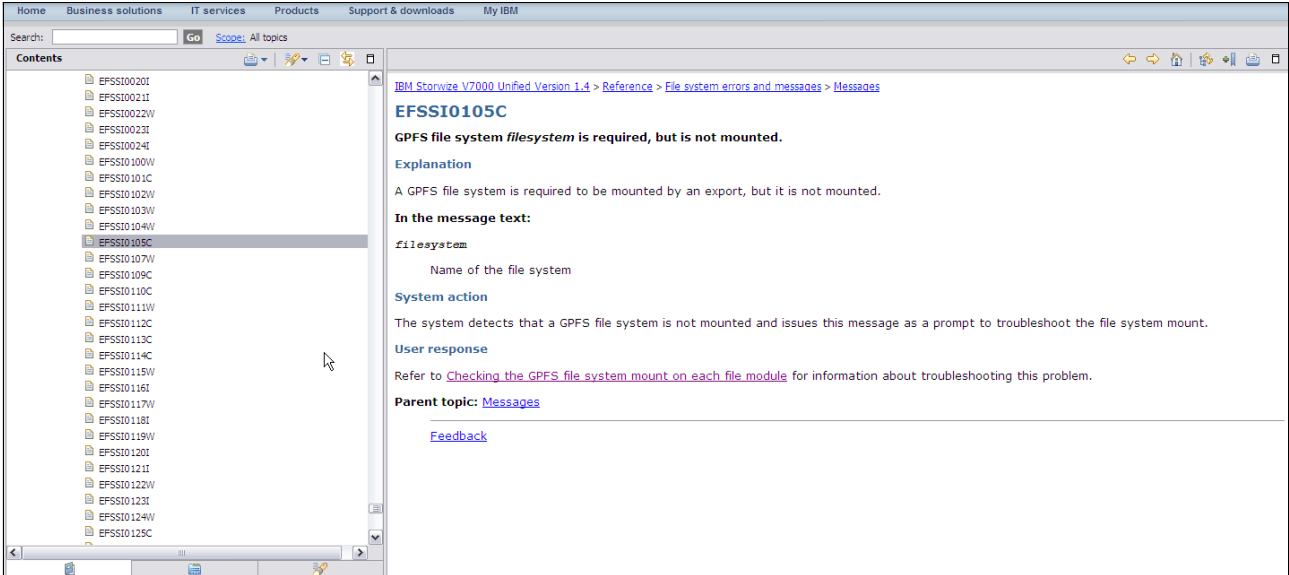 Home Business solutions IT services Products Support & downloads My IBM
Search: Go Scope: All topics
Contents
EFSSI0020I
EFSSI0021I
EFSSI0022W
EFSSI0023I
EFSSI0024I
EFSSI0100W
EFSSI0101C
EFSSI0102W
EFSSI0103W
EFSSI0104W
EFSSI0105C
EFSSI0107W
EFSSI0109C
EFSSI0110C
EFSSI0111W
EFSSI0112C
EFSSI0113C
EFSSI0114C
EFSSI0115W
EFSSI0116I
EFSSI0117W
EFSSI0118I
EFSSI0119W
EFSSI0120I
EFSSI0121I
EFSSI0122W
EFSSI0123I
EFSSI0124W
EFSSI0125C
IBM Storwize V7000 Unified Version 1.4 > Reference > File system errors and messages > Messages
EFSSI0105C
GPFS file system filesystem is required, but is not mounted.
Explanation
A GPFS file system is required to be mounted by an export, but it is not mounted.
In the message text:
filesystem
Name of the file system
System action
The system detects that a GPFS file system is not mounted and issues this message as a prompt to troubleshoot the file system mount.
User response
Refer to Checking the GPFS file system mount on each file module for information about troubleshooting this problem.
Parent topic: Messages
Feedback